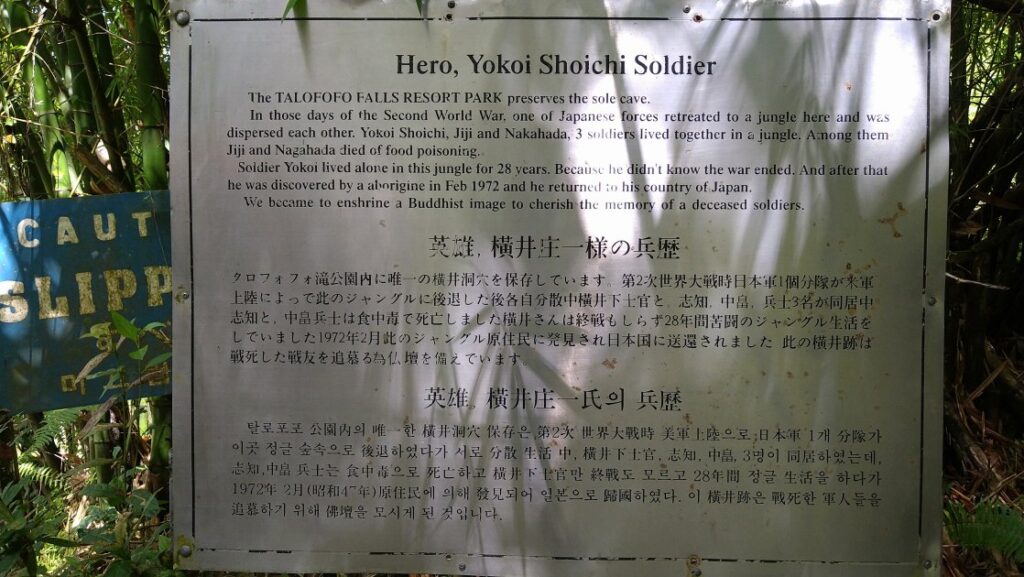 Hero, Yokoi Shoichi Soldier
The TALOFOFO FALLS RESORT PARK preserves the sole cave.
In those days of the Second World War, one of Japanese forces retreated to a jungle here and was
dispersed each other. Yokoi Shoichi, Jiji and Nakahada, 3 soldiers lived together in a jungle. Among them
Jiji and Nagahada died of food poisoning.
Soidier Yokoi lived alone in this jungle for 28 years. Because he didn't know the war ended. And after that
he was discovered by a aborigine in Feb 1972 and he returned to his country of Japan.
We became to enshrine a Buddhist image to cherish the memory of a deceased soldiers.
英雄, 橫井庄一様の兵歴
タロフォフォ滝公園内に唯一の横井洞穴を保存しています。第2次世界大戦時日本軍1個分隊が米軍
上陸によって此のジャングルに後退した後各自分散中横井下士官と、志知、中畠、兵士3名が同居中
志知と、中畠兵士は食中毒で死亡しました横井さんは終戦もしらず28年間苦闘のジャングル生活を
していました1972年2月此のジャングル原住民に発見され日本国に送還されました 此の横井跡は
戦死した戦友を追墓る為仏壇を備えています。
英雄, 橫井庄一氏의 兵歷
탈로포포 公園内의 唯一한 橫井洞穴 保存은 第2次 世界大戰時 美軍上陸으로 日本軍 1개 分隊가
이곳 정글 숲속으로 後退하였다가 서로 分散 生活 中, 橫井下士官, 志知, 中畠, 3명이 同居하였는데,
志知,中畠 兵士는 食中毒으로 死亡하고 橫井下士官만 終戰도 모르고 28年間 정글 生活을 하다가
1972年 2月(昭和47年)原住民에 의해 發見되어 일본으로 歸國하였다. 이 橫井跡은 戰死한 軍人들을
追慕하기 위해 佛壇을 모시게 된 것입니다.
CAUT
SLIPP